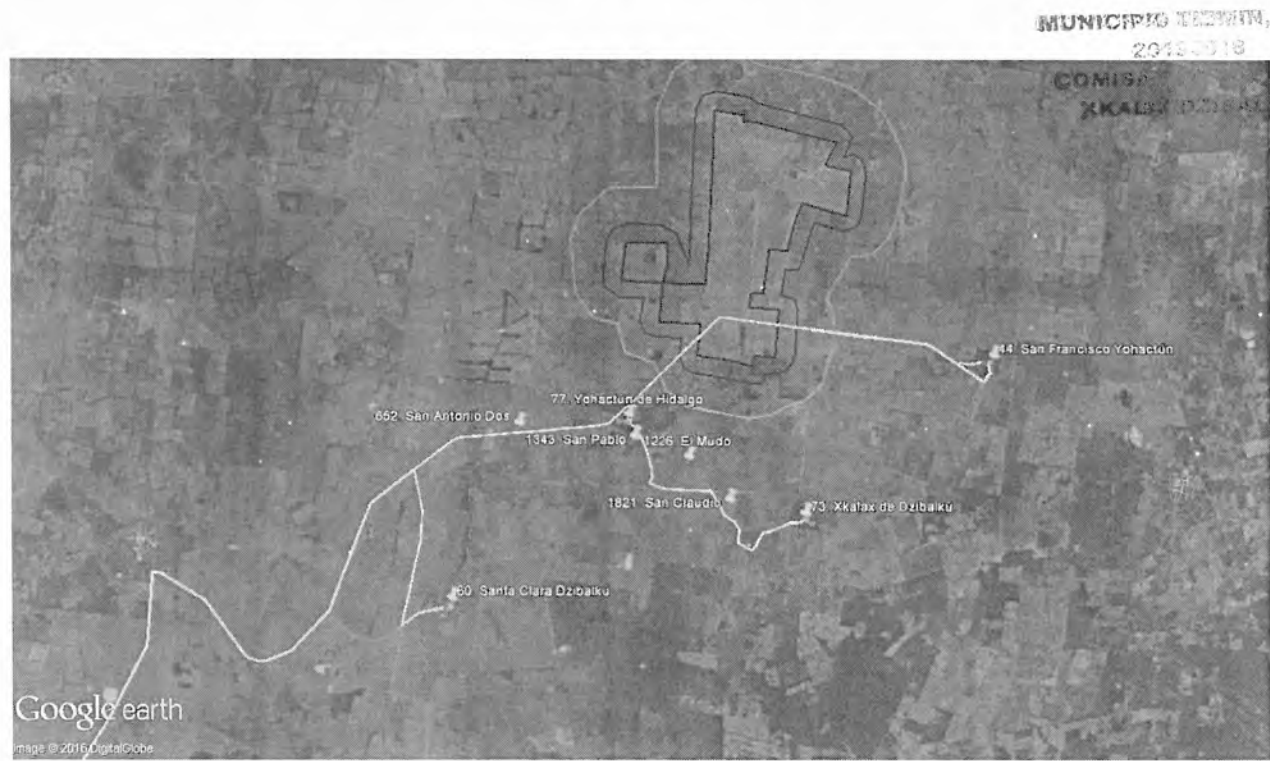 MUNICIPIO
44. San Francisco Yohactún
77. Yohactún de Hidalgo
652. San Antonio Dos
1343. San Pablo
1226. El Mudo
1821. San Claudio
73. Xkalax de Dzibalkú
60. Santa Clara Dzibalkú
Google earth
Image © 2016 DigitalGlobe